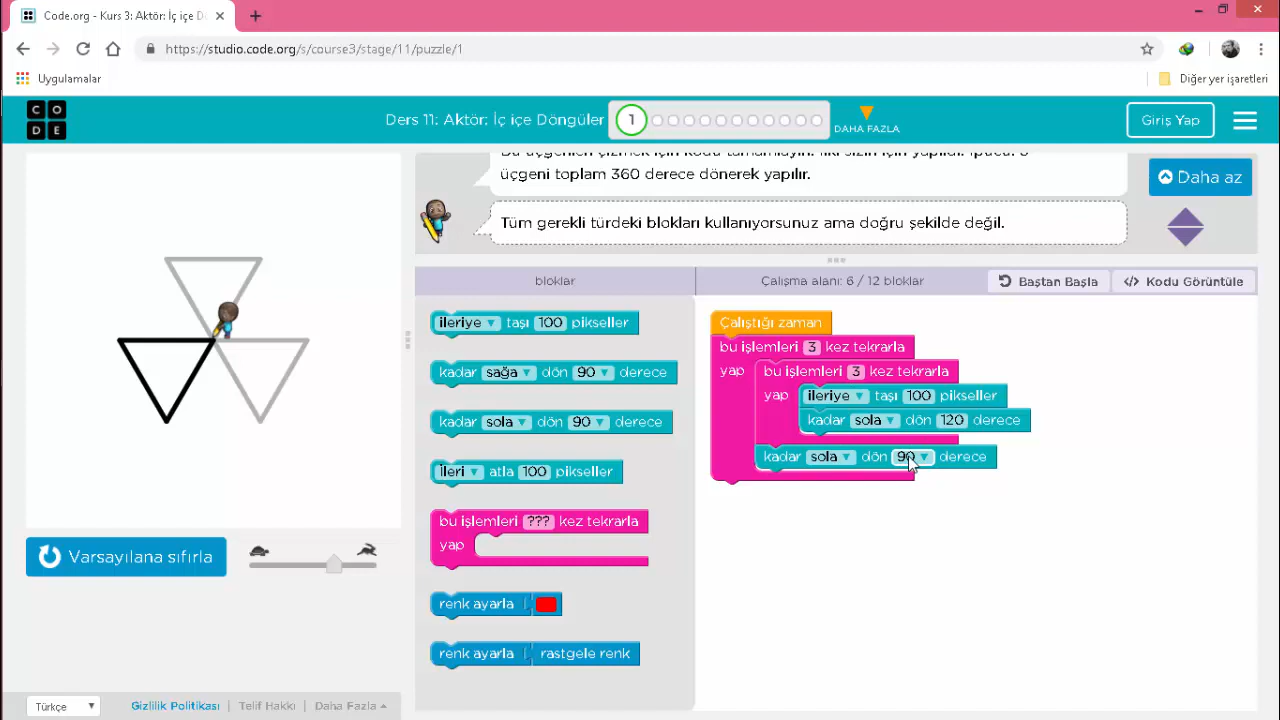 Code.org - Kurs 3: Aktör: İç içe Dön
https://studio.code.org/s/course3/stage/11/puzzle/1
Uygulamalar
Diğer yer işaretleri
C O
D E
Ders 11: Aktör: İç içe Döngüler
1
DAHA FAZLA
Giriş Yap
üçgeni toplam 360 derece dönerek yapılır.
Daha az
Tüm gerekli türdeki blokları kullanıyorsunuz ama doğru şekilde değil.
bloklar
Çalışma alanı: 6 / 12 bloklar
Baştan Başla
</> Kodu Görüntüle
ileriye taşı 100 pikseller
kadar sağa dön 90 derece
kadar sola dön 90 derece
İleri atla 100 pikseller
bu işlemleri ??? kez tekrarla
yap
renk ayarla
renk ayarla rastgele renk
Çalıştığı zaman
bu işlemleri 3 kez tekrarla
yap bu işlemleri 3 kez tekrarla
yap ileriye taşı 100 pikseller
kadar sola dön 120 derece
kadar sola dön 90 derece
Varsayılana sıfırla
Türkçe
Gizlilik Politikası | Telif Hakkı | Daha Fazla